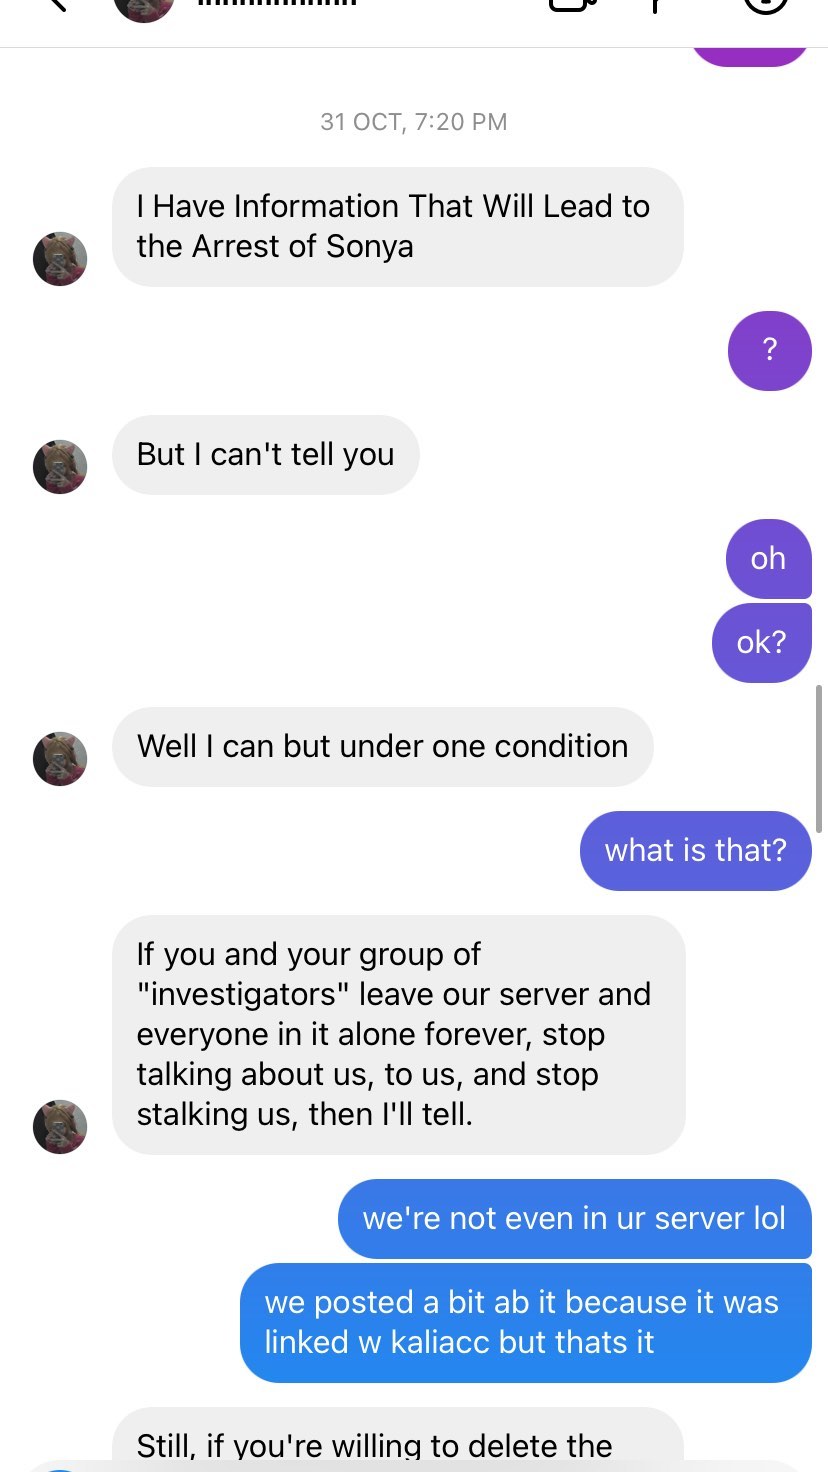 31 OCT, 7:20 PM
I Have Information That Will Lead to
the Arrest of Sonya
?
But I can't tell you
oh
ok?
Well I can but under one condition
what is that?
If you and your group of
"investigators" leave our server and
everyone in it alone forever, stop
talking about us, to us, and stop
stalking us, then I'll tell.
we're not even in ur server lol
we posted a bit ab it because it was
linked w kaliacc but thats it
Still, if you're willing to delete the